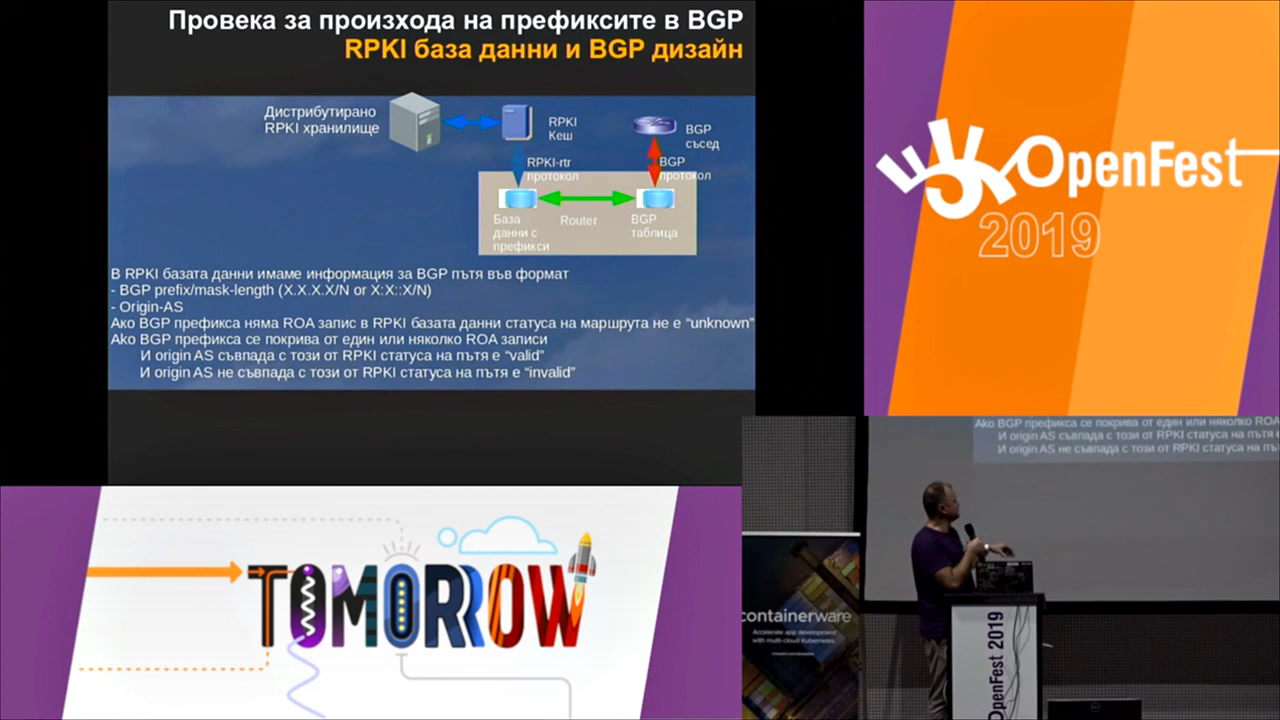 Провека за произхода на префиксите в BGP
RPKI база данни и BGP дизайн
Дистрибутирано
RPKI хранилище
RPKI
Кеш
BGP
съсед
RPKI-rtr
протокол
BGP
протокол
База
данни с
префикси
Router
BGP
таблица
В RPKI базата данни имаме информация за BGP пътя във формат
- BGP prefix/mask-length (X.X.X.X/N or X:X::X/N)
- Origin-AS
Ако BGP префикса няма ROA запис в RPKI базата данни статуса на маршрута не е “unknown”
Ако BGP префикса се покрива от един или няколко ROA записи
И origin AS съвпада с този от RPKI статуса на пътя е “valid”
И origin AS не съвпада с този от RPKI статуса на пътя е “invalid”
OpenFest
2019
TOMORROW
Ако BGP префикса се покрива от един или няколко ROA
И origin AS съвпада с този от RPKI статуса на пътя е
И origin AS не съвпада с този от RPKI статуса на
containerware
Accelerate app development
with multi-cloud Kubernetes.
OpenFest 2019